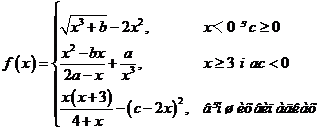 f(x) =
√(x³+b) − 2x², x < 0 ³ c ≥ 0
(x² − bx)/(2a − x) + a/x³, x ≥ 3 i ac < 0
x(x+3)/(4+x) − (c − 2x)²,